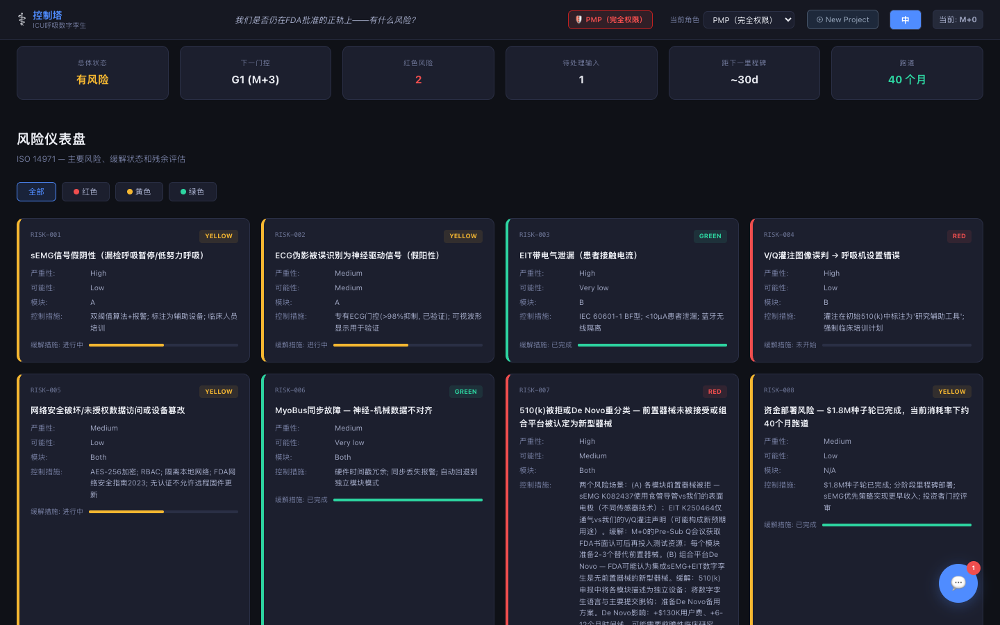 控制塔
ICU呼吸数字孪生
我们是否仍在FDA批准的正轨上——有什么风险?
PMP（完全权限）
当前角色
PMP（完全权限）
New Project
中
当前: M+0
总体状态
有风险
下一门控
G1 (M+3)
红色风险
2
待处理输入
1
距下一里程碑
~30d
跑道
40 个月
风险仪表盘
ISO 14971 — 主要风险、缓解状态和残余评估
全部
红色
黄色
绿色
RISK-001
YELLOW
sEMG信号假阴性（漏检呼吸暂停/低努力呼吸）
严重性: High
可能性: Low
模块: A
控制措施: 双阈值算法+报警; 标注为辅助设备; 临床人员
培训
缓解措施: 进行中
RISK-002
YELLOW
ECG伪影被误识别为神经驱动信号（假阳性）
严重性: Medium
可能性: Medium
模块: A
控制措施: 专有ECG门控(>98%抑制, 已验证); 可视波形
显示用于验证
缓解措施: 进行中
RISK-003
GREEN
EIT带电气泄漏（患者接触电流）
严重性: High
可能性: Very low
模块: B
控制措施: IEC 60601-1 BF型; <10μA患者泄漏; 蓝牙无
线隔离
缓解措施: 已完成
RISK-004
RED
V/Q灌注图像误判 → 呼吸机设置错误
严重性: High
可能性: Low
模块: B
控制措施: 灌注在初始510(k)中标注为'研究辅助工具';
强制临床培训计划
缓解措施: 未开始
RISK-005
YELLOW
网络安全破坏/未授权数据访问或设备篡改
严重性: Medium
可能性: Low
模块: Both
控制措施: AES-256加密; RBAC; 隔离本地网络; FDA网
络安全指南2023; 无认证不允许远程固件更
新
缓解措施: 进行中
RISK-006
GREEN
MyoBus同步故障 — 神经-机械数据不对齐
严重性: Medium
可能性: Very low
模块: Both
控制措施: 硬件时间戳冗余; 同步丢失报警; 自动回退到
独立模块模式
缓解措施: 已完成
RISK-007
RED
510(k)被拒或De Novo重分类 — 前置器械未被接受或组
合平台被认定为新型器械
严重性: High
可能性: Medium
模块: Both
控制措施: 两个风险场景：(A) 各模块前置器械被拒 —
sEMG K082437使用食管导管vs我们的表面
电极（不同传感器技术）；EIT K250464仅
通气vs我们的V/Q灌注声明（可能构成新预期
用途）。缓解：M+0的Pre-Sub Q会议获取
FDA书面认可后再投入测试资源；每个模块
准备2-3个替代前置器械。(B) 组合平台De
Novo — FDA可能认为集成sEMG+EIT数字孪
生是无前置器械的新型器械。缓解：510(k)
申报中将各模块描述为独立设备；将数字孪
生语言与主要提交脱钩；准备De Novo备用
方案。De Novo影响：+$130K用户费、+6-
12个月时间线、可能需要前瞻性临床研究
RISK-008
YELLOW
资金部署风险 — $1.8M种子轮已完成，当前消耗率下约
40个月跑道
严重性: Medium
可能性: Low
模块: N/A
控制措施: $1.8M种子轮已完成; 分阶段里程碑部署;
sEMG优先策略实现更早收入; 投资者门控评
审
缓解措施: 已完成
1